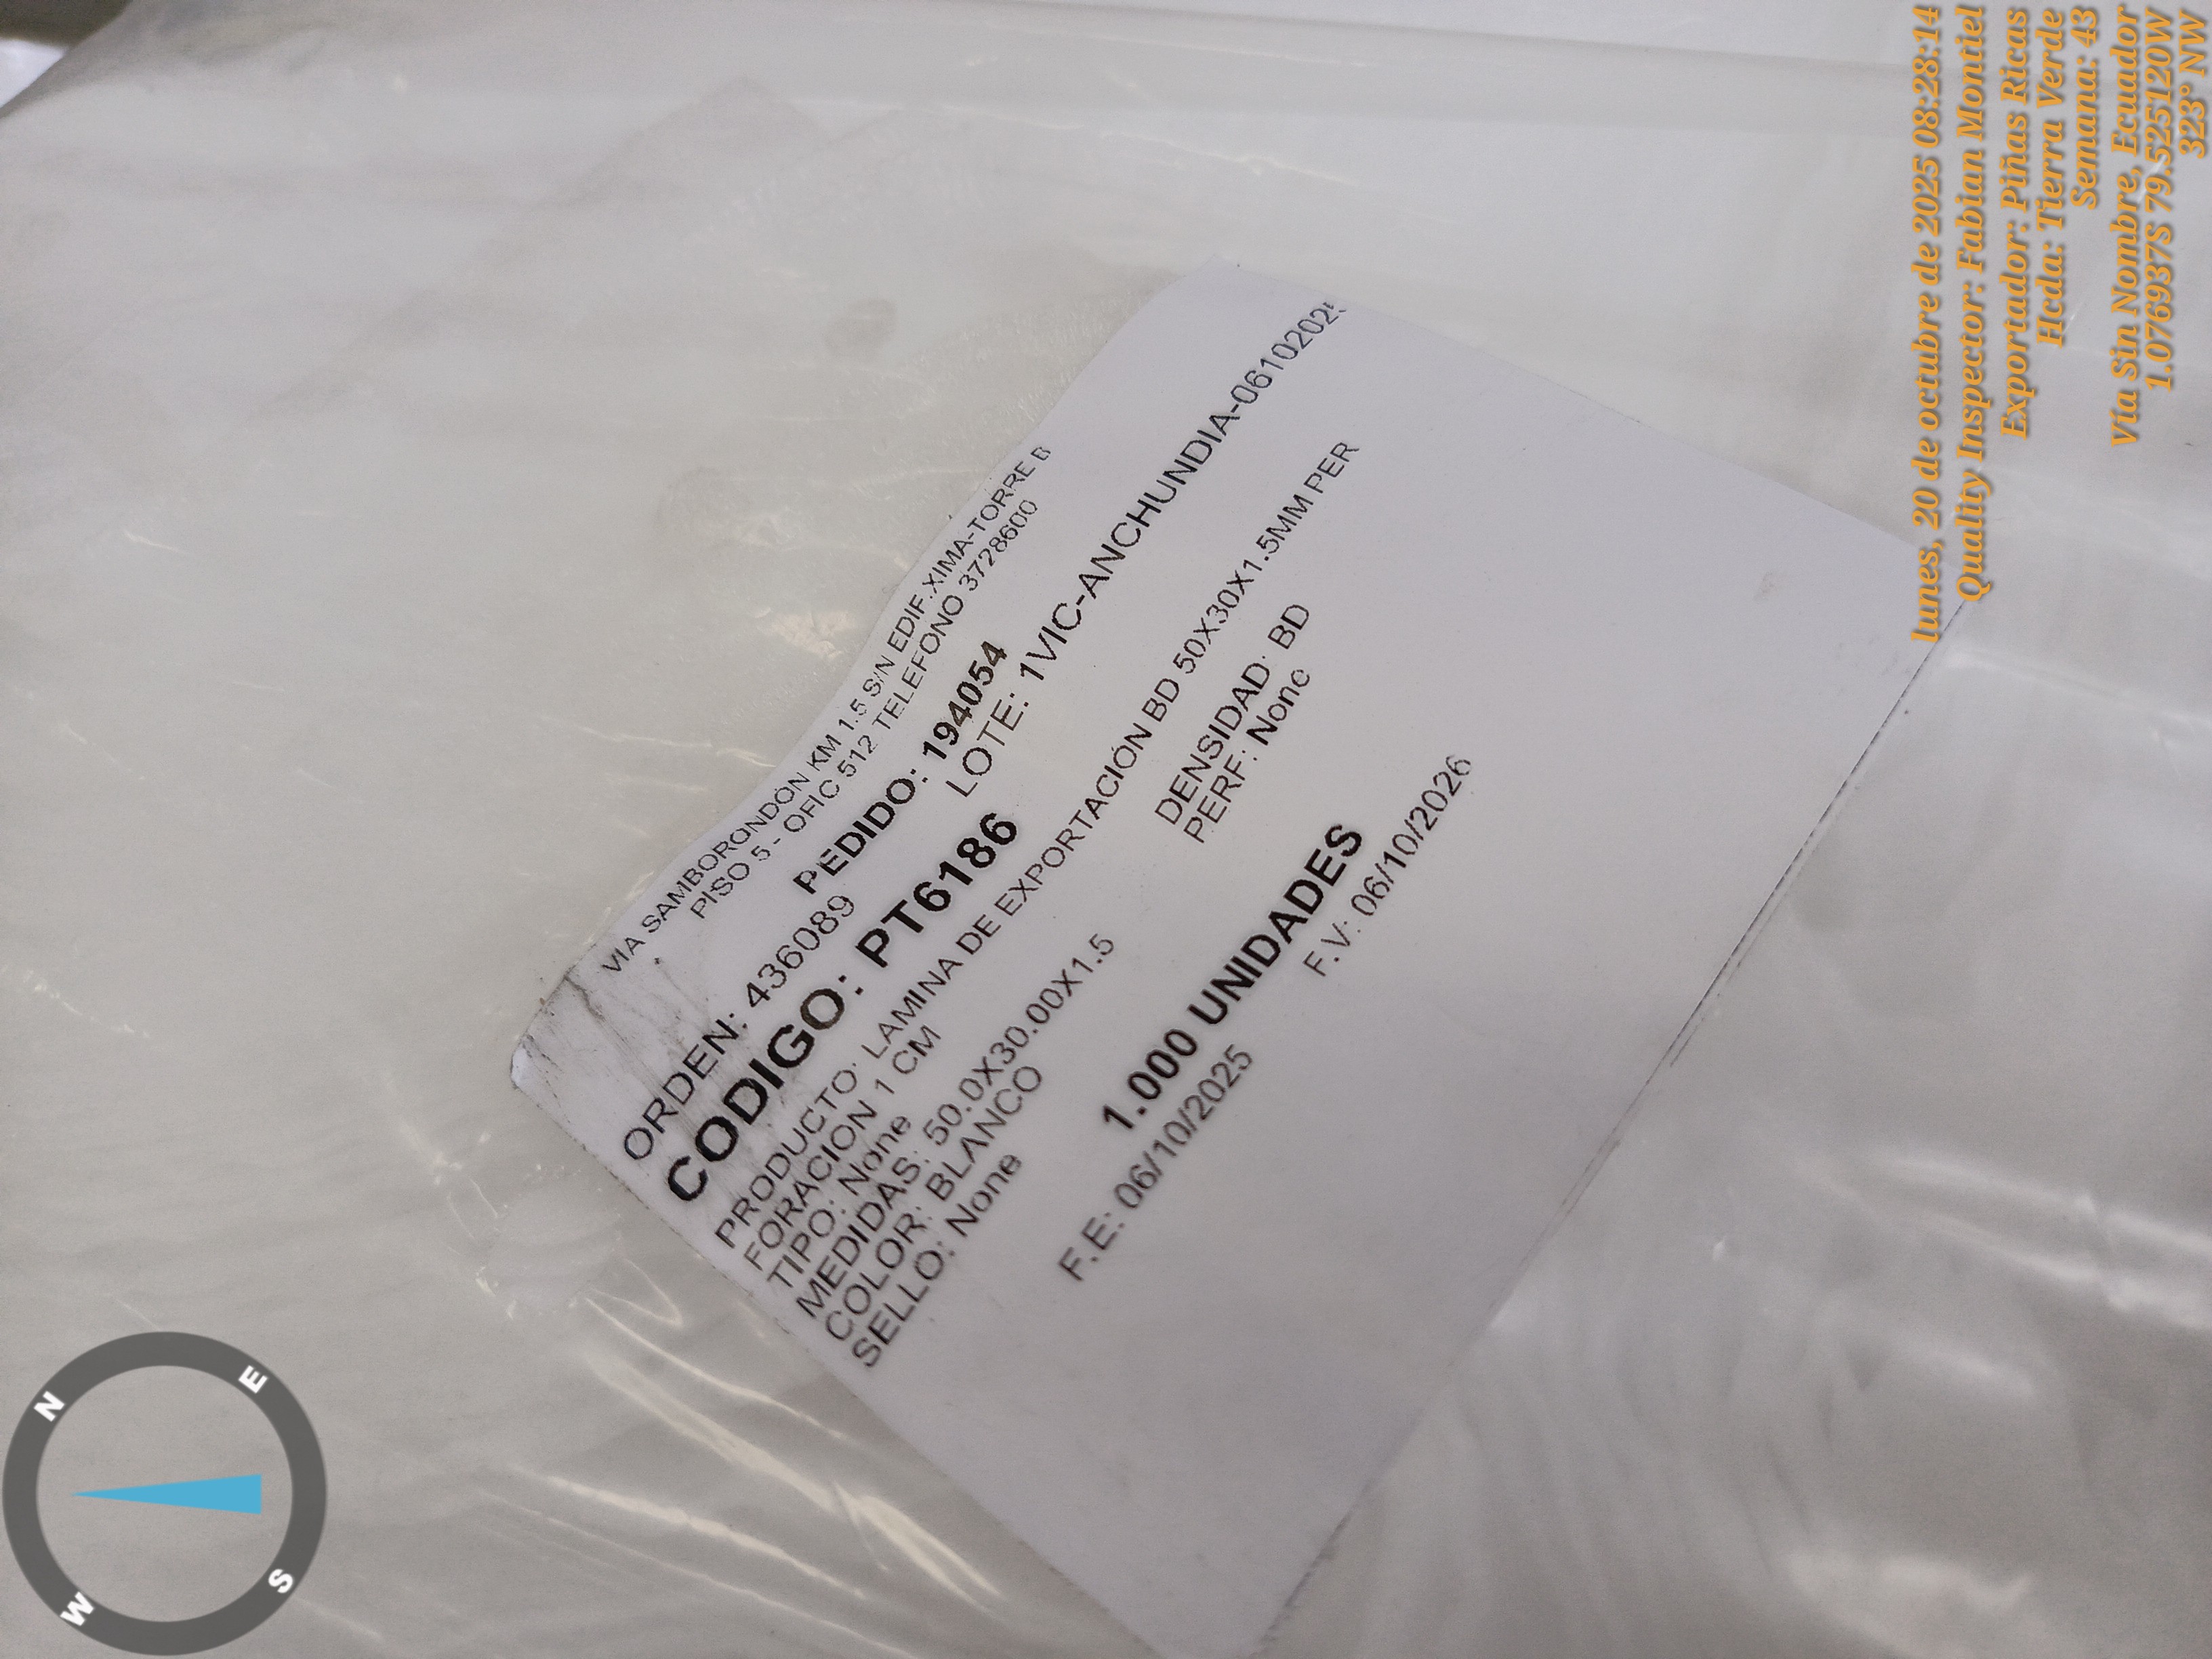 N
W
E
S
VIA SAMBORONDÓN KM 1.5 S/N EDIF.XIMA-TORRE B
PISO 5 - OFIC 512 TELEFONO 3728600
PEDIDO: 194054
ORDEN: 436089
LOTE: 1VIC-ANCHUNDIA-06102025
CODIGO: PT6186
PRODUCTO: LAMINA DE EXPORTACIÓN BD 50X30X1.5MM PER
FORACION 1 CM
TIPO: None
MEDIDAS: 50.0X30.00X1.5
DENSIDAD: BD
COLOR: BLANCO
PERF: None
SELLO: None
1.000 UNIDADES
F.E: 06/10/2025
F.V: 06/10/2026
lunes, 20 de octubre de 2025 08:28:14
Quality Inspector: Fabian Montiel
Exportador: Piñas Ricas
Hcda: Tierra Verde
Semana: 43
Vía Sin Nombre, Ecuador
1.076937S 79.525120W
323° NW